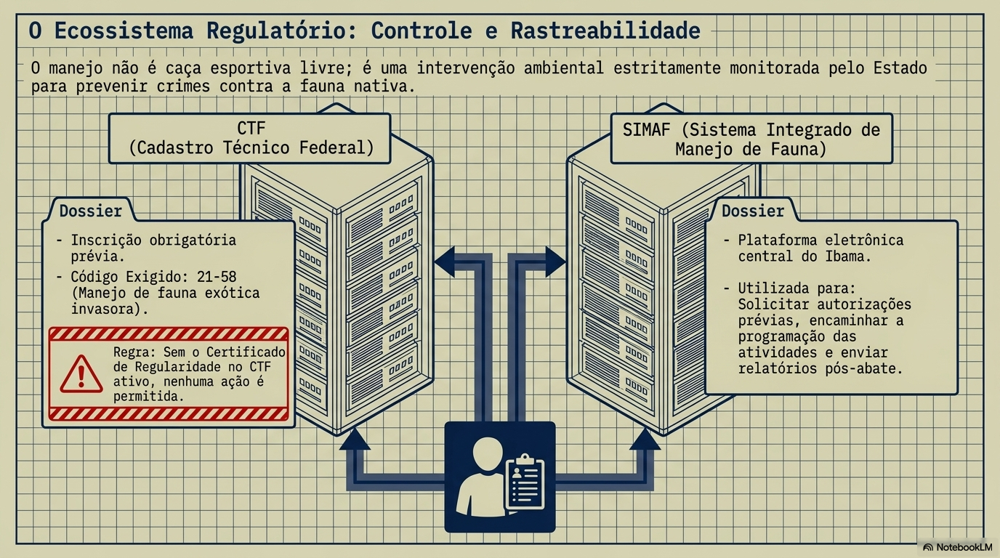 O Ecossistema Regulatório: Controle e Rastreabilidade
O manejo não é caça esportiva livre; é uma intervenção ambiental estritamente monitorada pelo Estado
para prevenir crimes contra a fauna nativa.
CTF
(Cadastro Técnico Federal)
Dossier
- Inscrição obrigatória
prévia.
- Código Exigido: 21-58
(Manejo de fauna exótica
invasora).
Regra: Sem o Certificado
de Regularidade no CTF
ativo, nenhuma ação é
permitida.
SIMAF (Sistema Integrado de
Manejo de Fauna)
Dossier
- Plataforma eletrônica
central do Ibama.
- Utilizada para:
Solicitar autorizações
prévias, encaminhar a
programação das
atividades e enviar
relatórios pós-abate.
NotebookLM